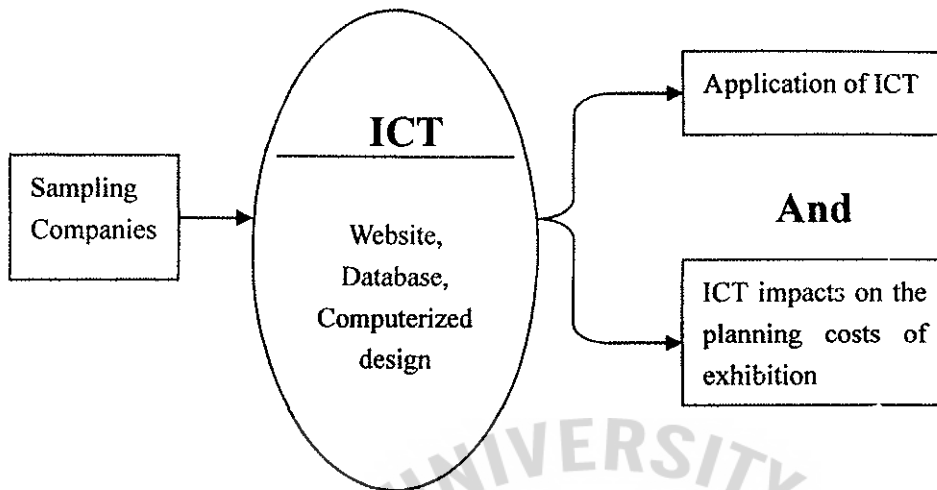 Sampling
Companies
ICT
Website,
Database,
Computerized
design
Application of ICT
And
ICT impacts on the
planning costs of
exhibition
UNIVERSITY